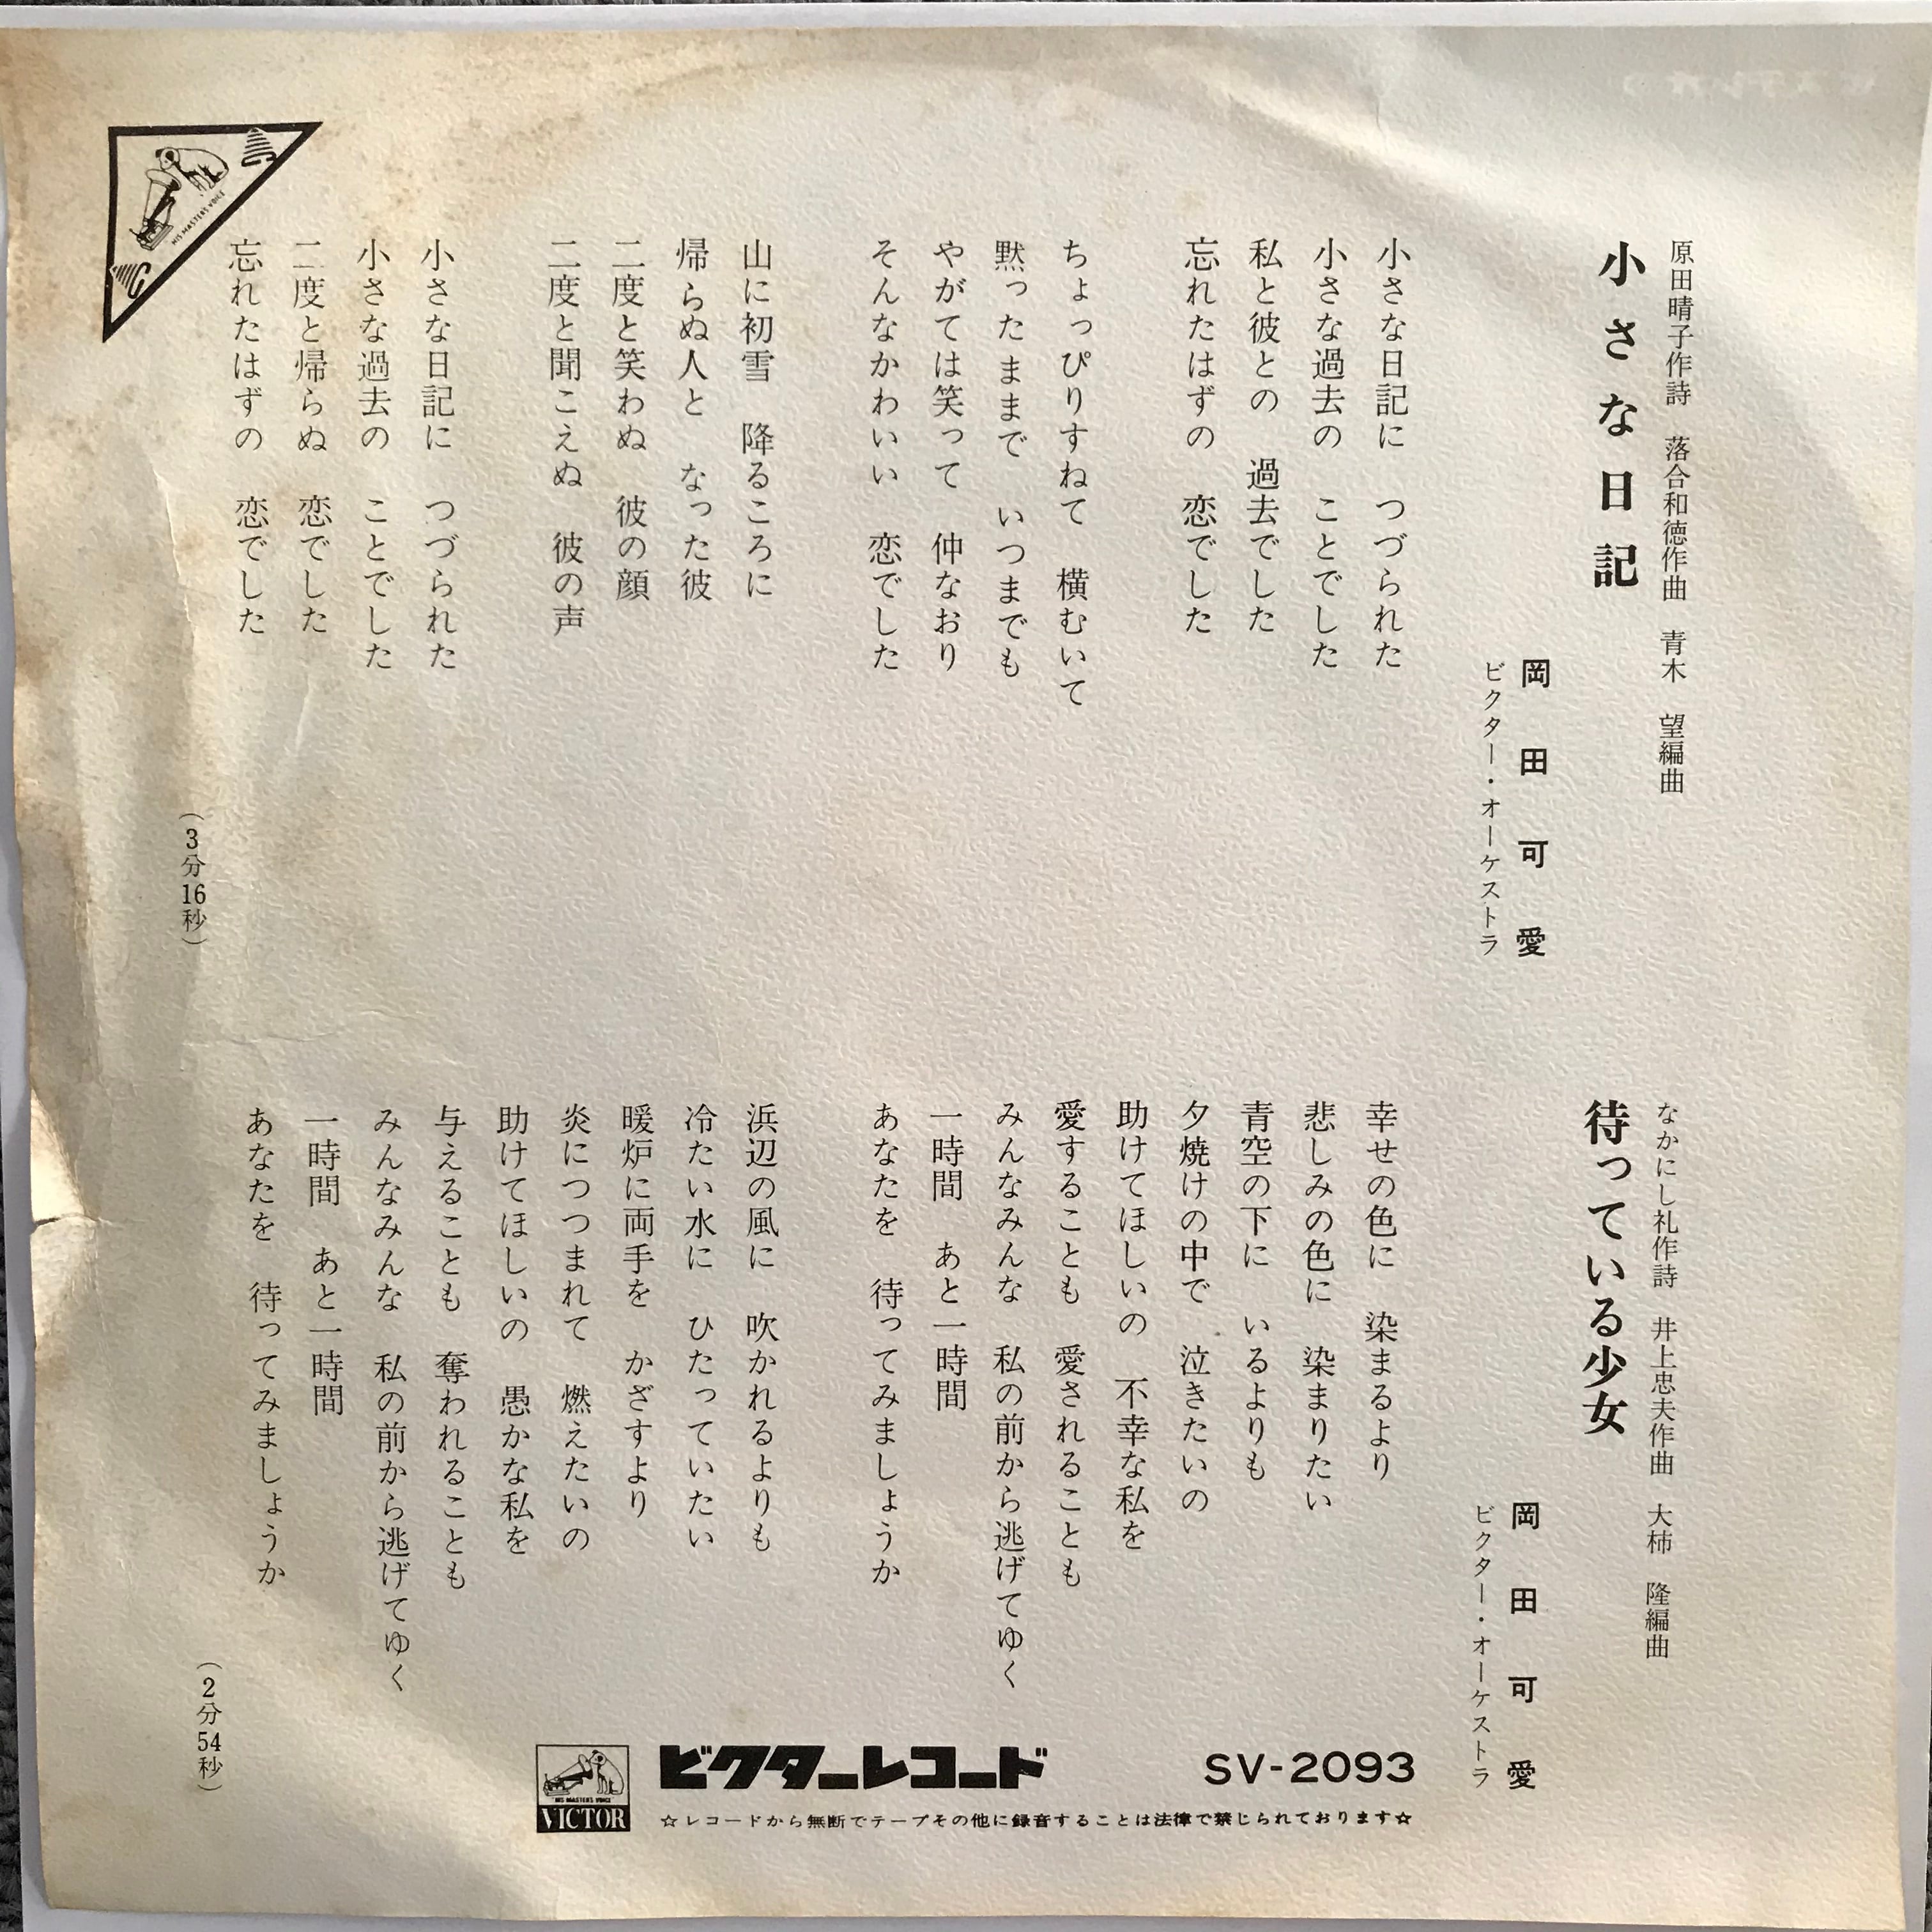 原田晴子作詩　落合和徳作曲　青木　望編曲
小さな日記
岡田可愛
ビクター・オーケストラ
小さな日記に　つづられた
小さな過去の　ことでした
私と彼との　過去でした
忘れたはずの　恋でした
ちょっぴりすねて　横むいて
黙ったままで　いつまでも
やがては笑って　仲なおり
そんなかわいい　恋でした
山に初雪　降るころに
帰らぬ人と　なった彼
二度と笑わぬ　彼の顔
二度と聞こえぬ　彼の声
小さな日記に　つづられた
小さな過去の　ことでした
二度と帰らぬ　恋でした
忘れたはずの　恋でした
（3分16秒）
HIS MASTER'S VOICE
なかにし礼作詩　井上忠夫作曲　大柿　隆編曲
待っている少女
岡田可愛
ビクター・オーケストラ
幸せの色に　染まるより
悲しみの色に　染まりたい
青空の下に　いるよりも
夕焼けの中で　泣きたいの
助けてほしいの　不幸な私を
愛することも　愛されることも
みんなみんな　私の前から逃げてゆく
一時間　あと一時間
あなたを　待ってみましょうか
浜辺の風に　吹かれるよりも
冷たい水に　ひたっていたい
暖炉に両手を　かざすより
炎につつまれて　燃えたいの
助けてほしいの　愚かな私を
与えることも　奪われることも
みんなみんな　私の前から逃げてゆく
一時間　あと一時間
あなたを　待ってみましょうか
（2分54秒）
HIS MASTER'S VOICE
VICTOR
ビクターレコード
SV-2093
☆レコードから無断でテープその他に録音することは法律で禁じられております☆